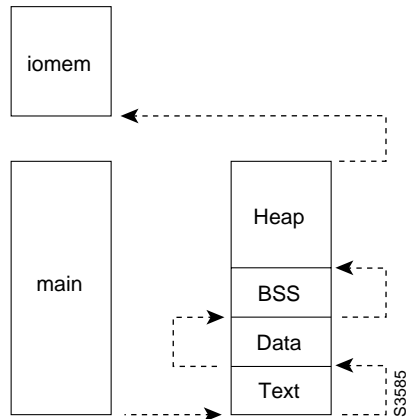 iomem
main
Heap
BSS
Data
Text
S3585